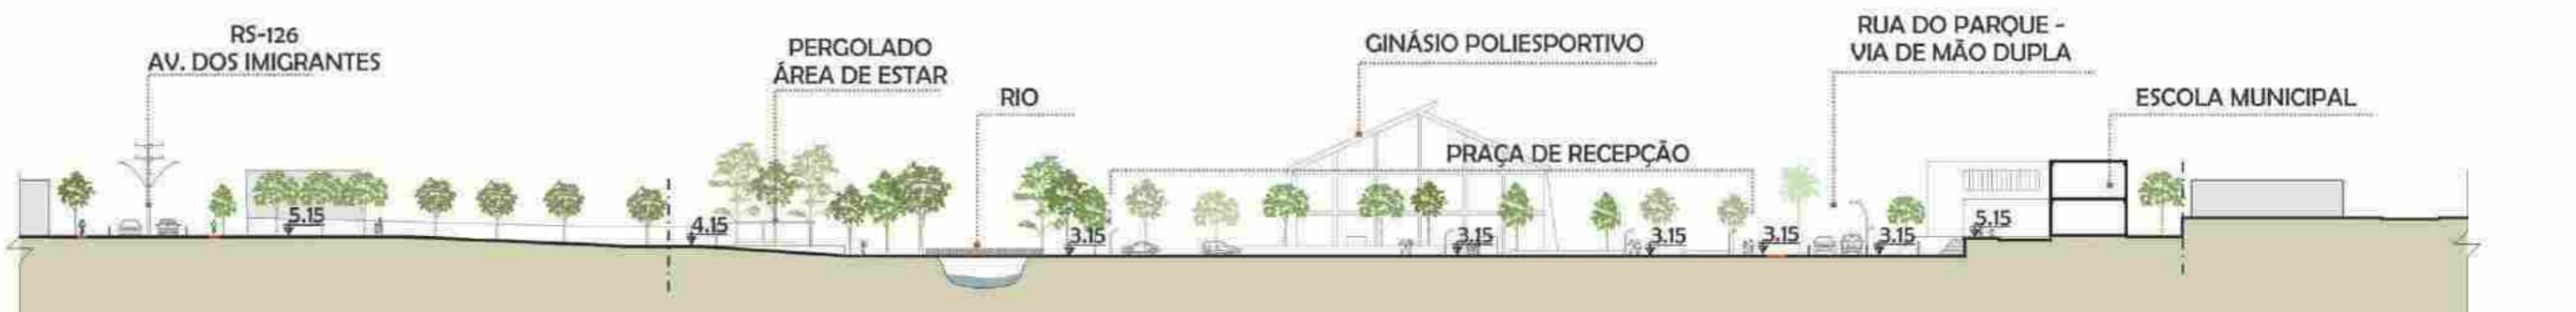 RS-126
AV. DOS IMIGRANTES
PERGOLADO
ÁREA DE ESTAR
RIO
GINÁSIO POLIESPORTIVO
PRAÇA DE RECEPÇÃO
RUA DO PARQUE -
VIA DE MÃO DUPLA
ESCOLA MUNICIPAL
5.15
4.15
3.15
3.15
3.15
3.15
3.15
5.15